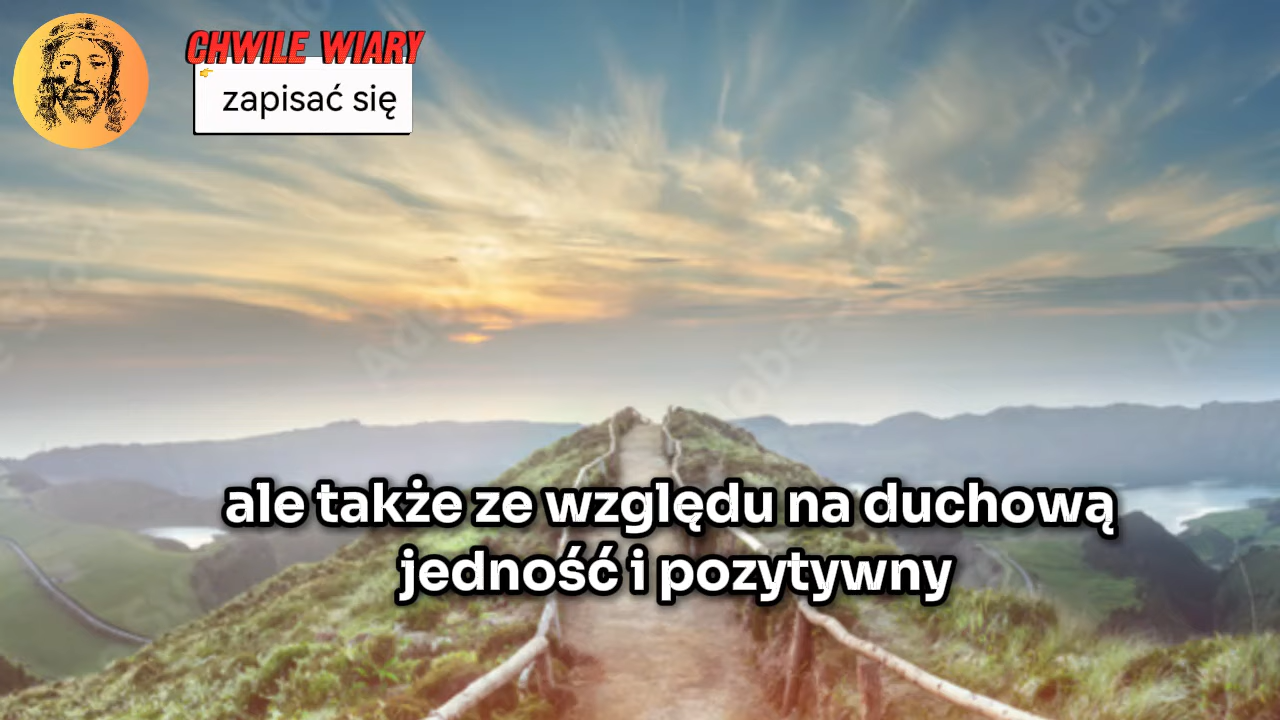 CHWILE WIARY
zapisać się
ale także ze względu na duchową
jedność i pozytywny